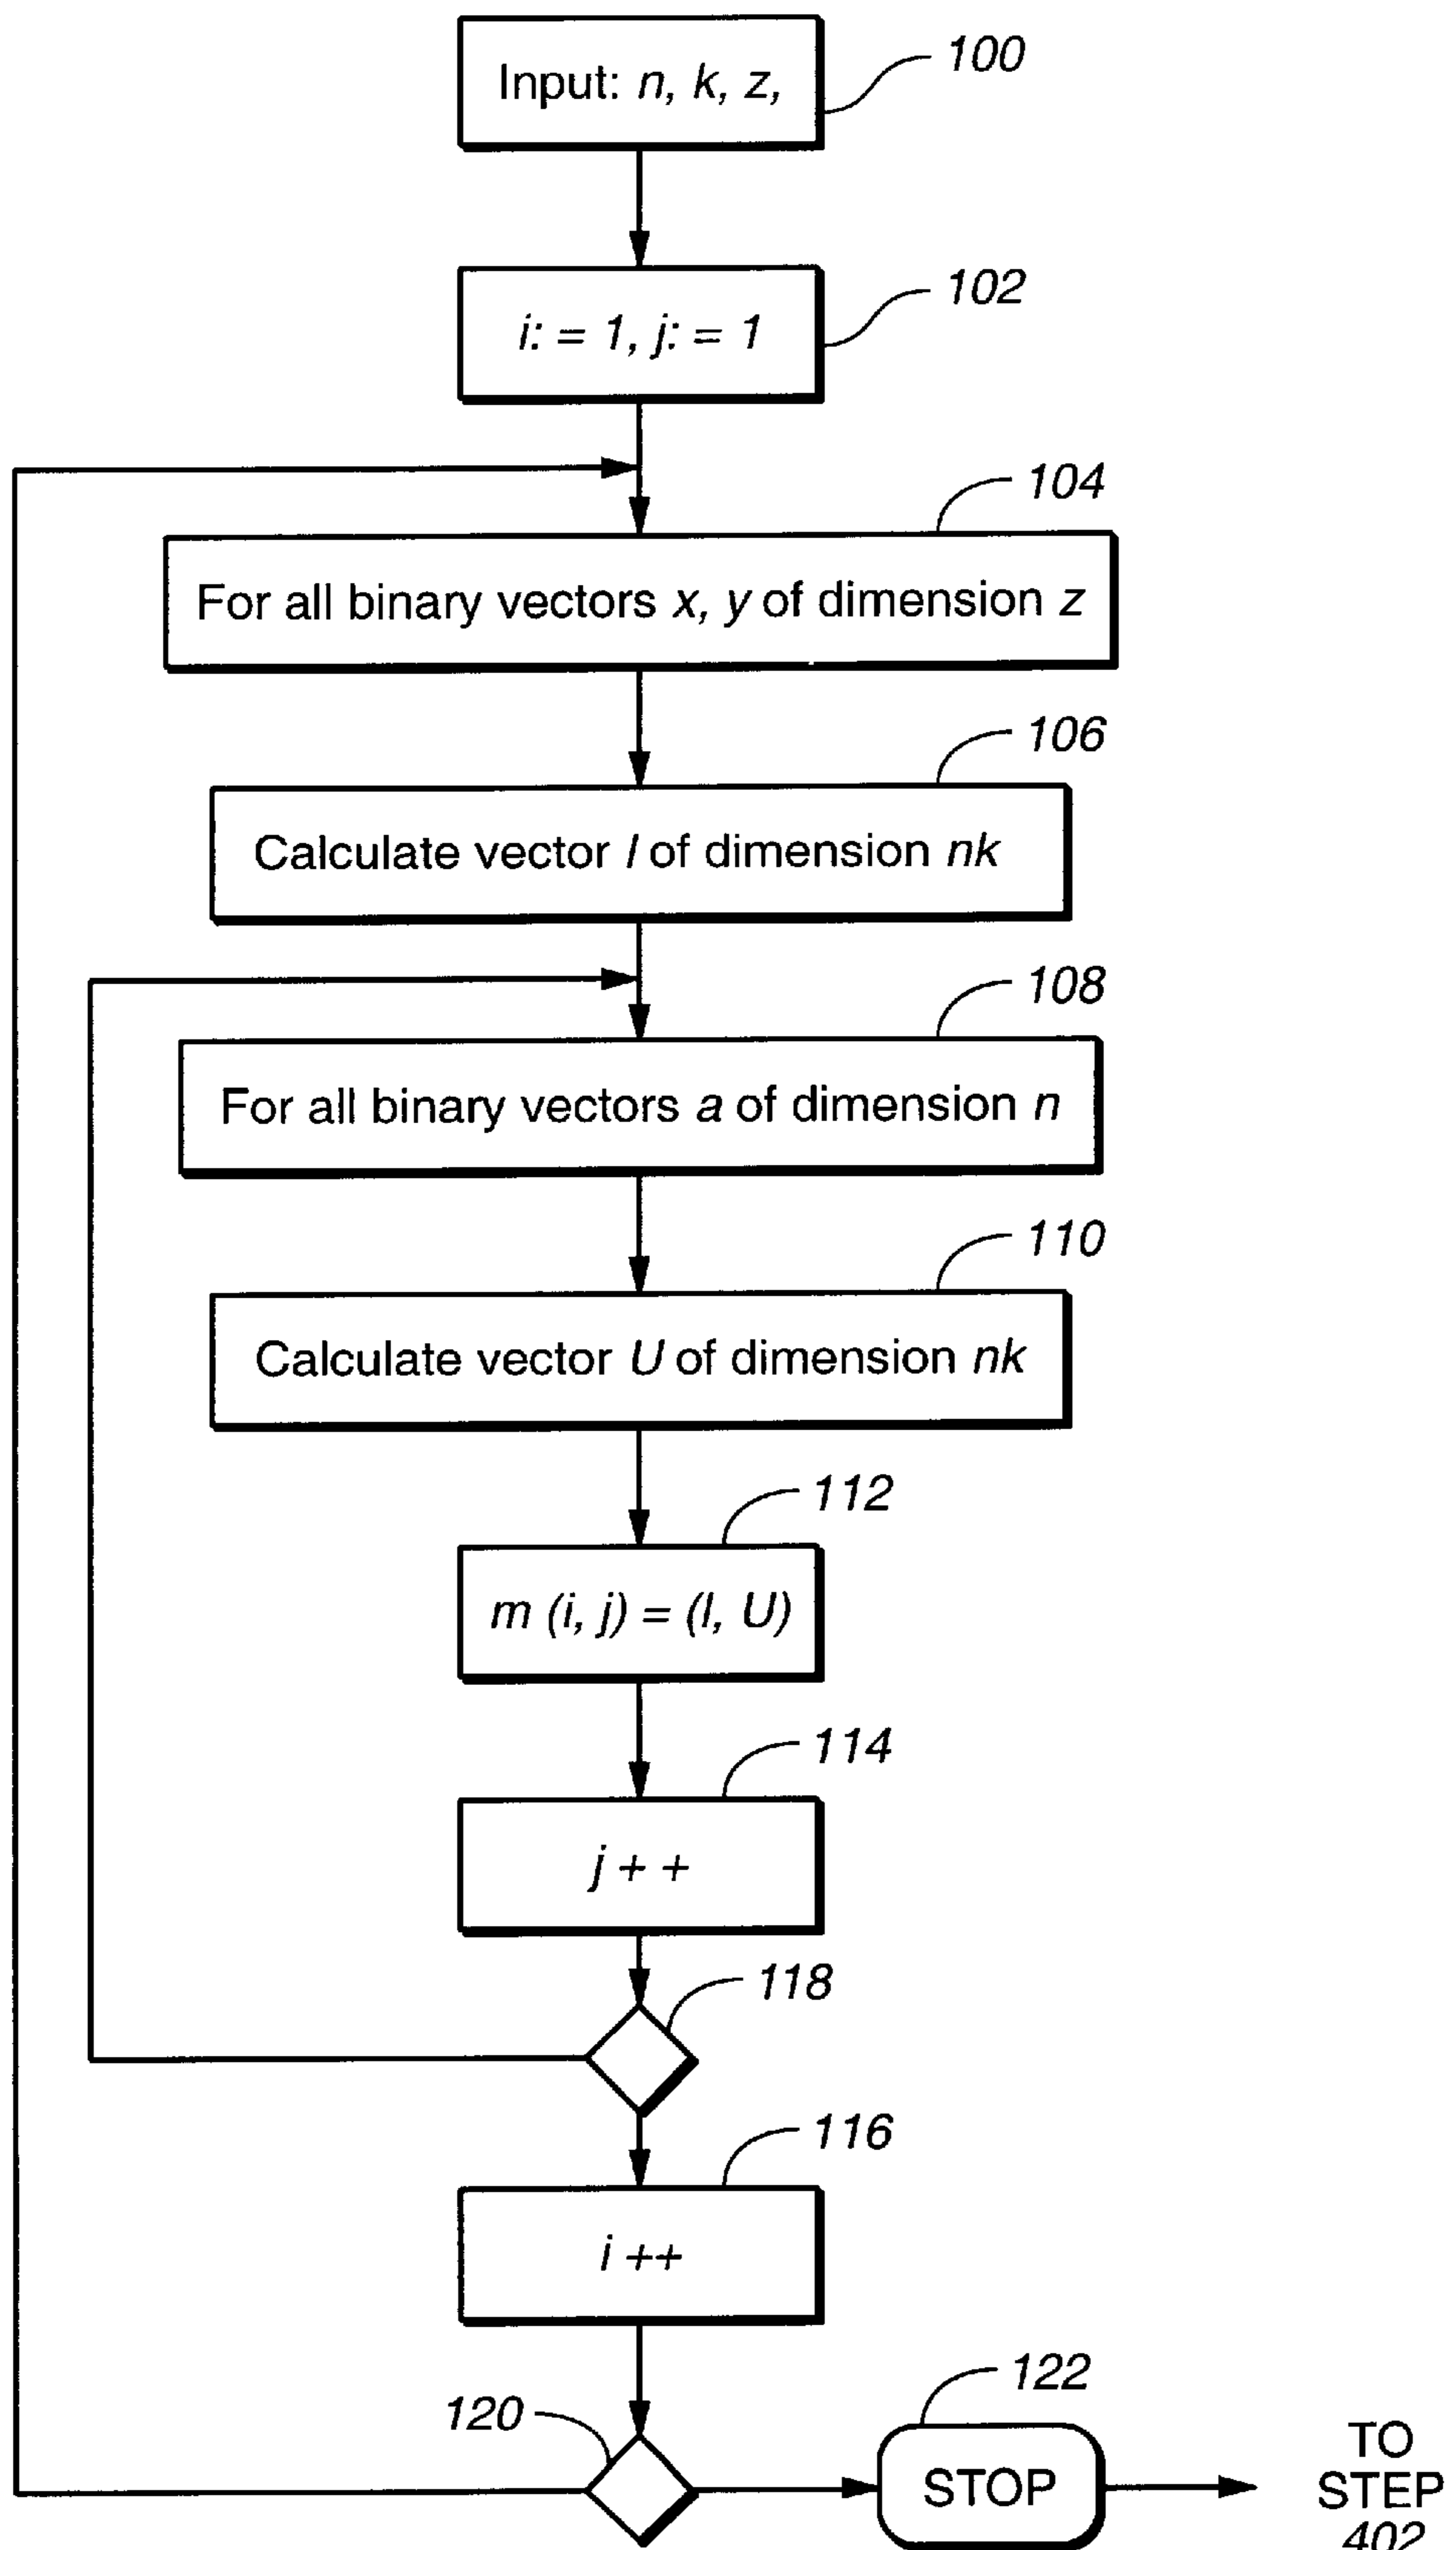 Input: n, k, z,
100
i: = 1, j: = 1
102
104
For all binary vectors x, y of dimension z
106
Calculate vector l of dimension nk
108
For all binary vectors a of dimension n
110
Calculate vector U of dimension nk
112
m (i, j) = (l, U)
114
j + +
118
116
i ++
120
122
STOP
TO
STEP
402